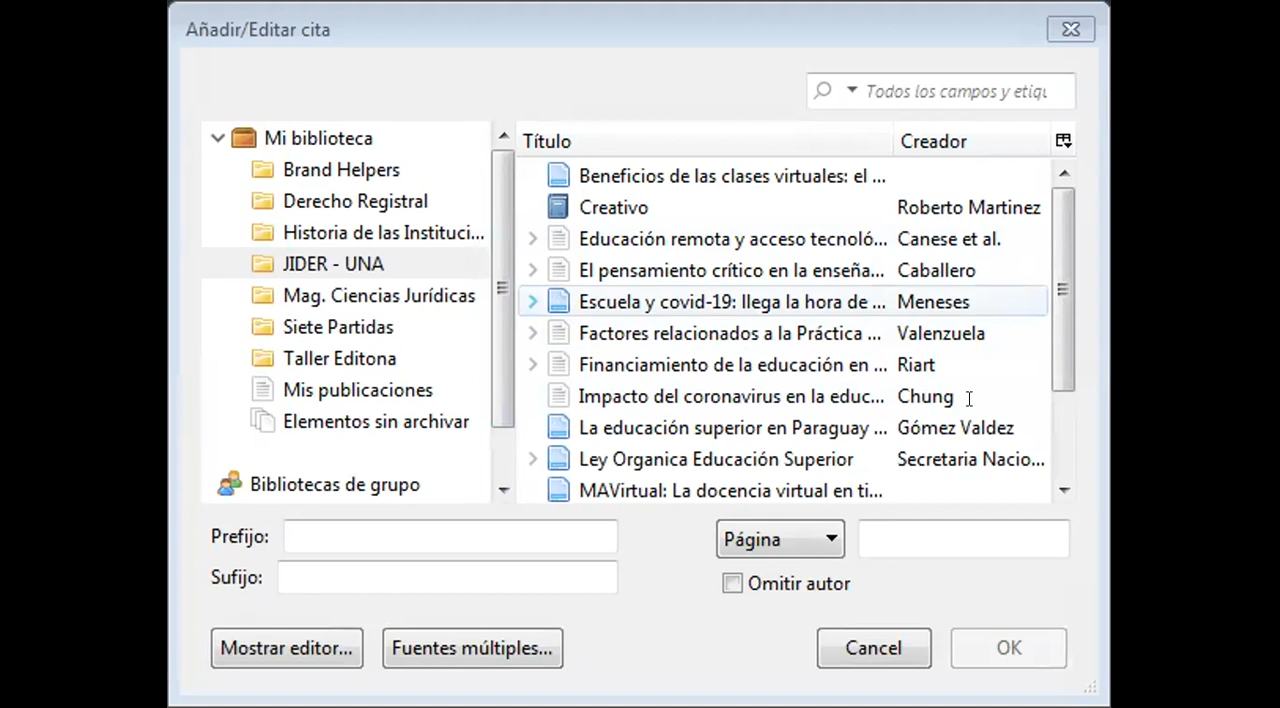 Añadir/Editar cita
Todos los campos y etiqu
Mi biblioteca
Brand Helpers
Derecho Registral
Historia de las Instituci...
JIDER - UNA
Mag. Ciencias Jurídicas
Siete Partidas
Taller Editona
Mis publicaciones
Elementos sin archivar
Bibliotecas de grupo
Título Creador
Beneficios de las clases virtuales: el ...
Creativo Roberto Martinez
Educación remota y acceso tecnoló... Canese et al.
El pensamiento crítico en la enseña... Caballero
Escuela y covid-19: llega la hora de ... Meneses
Factores relacionados a la Práctica ... Valenzuela
Financiamiento de la educación en ... Riart
Impacto del coronavirus en la educ... Chung
La educación superior en Paraguay ... Gómez Valdez
Ley Organica Educación Superior Secretaria Nacio...
MAVirtual: La docencia virtual en ti...
Prefijo:
Página
Sufijo:
Omitir autor
Mostrar editor... Fuentes múltiples... Cancel OK